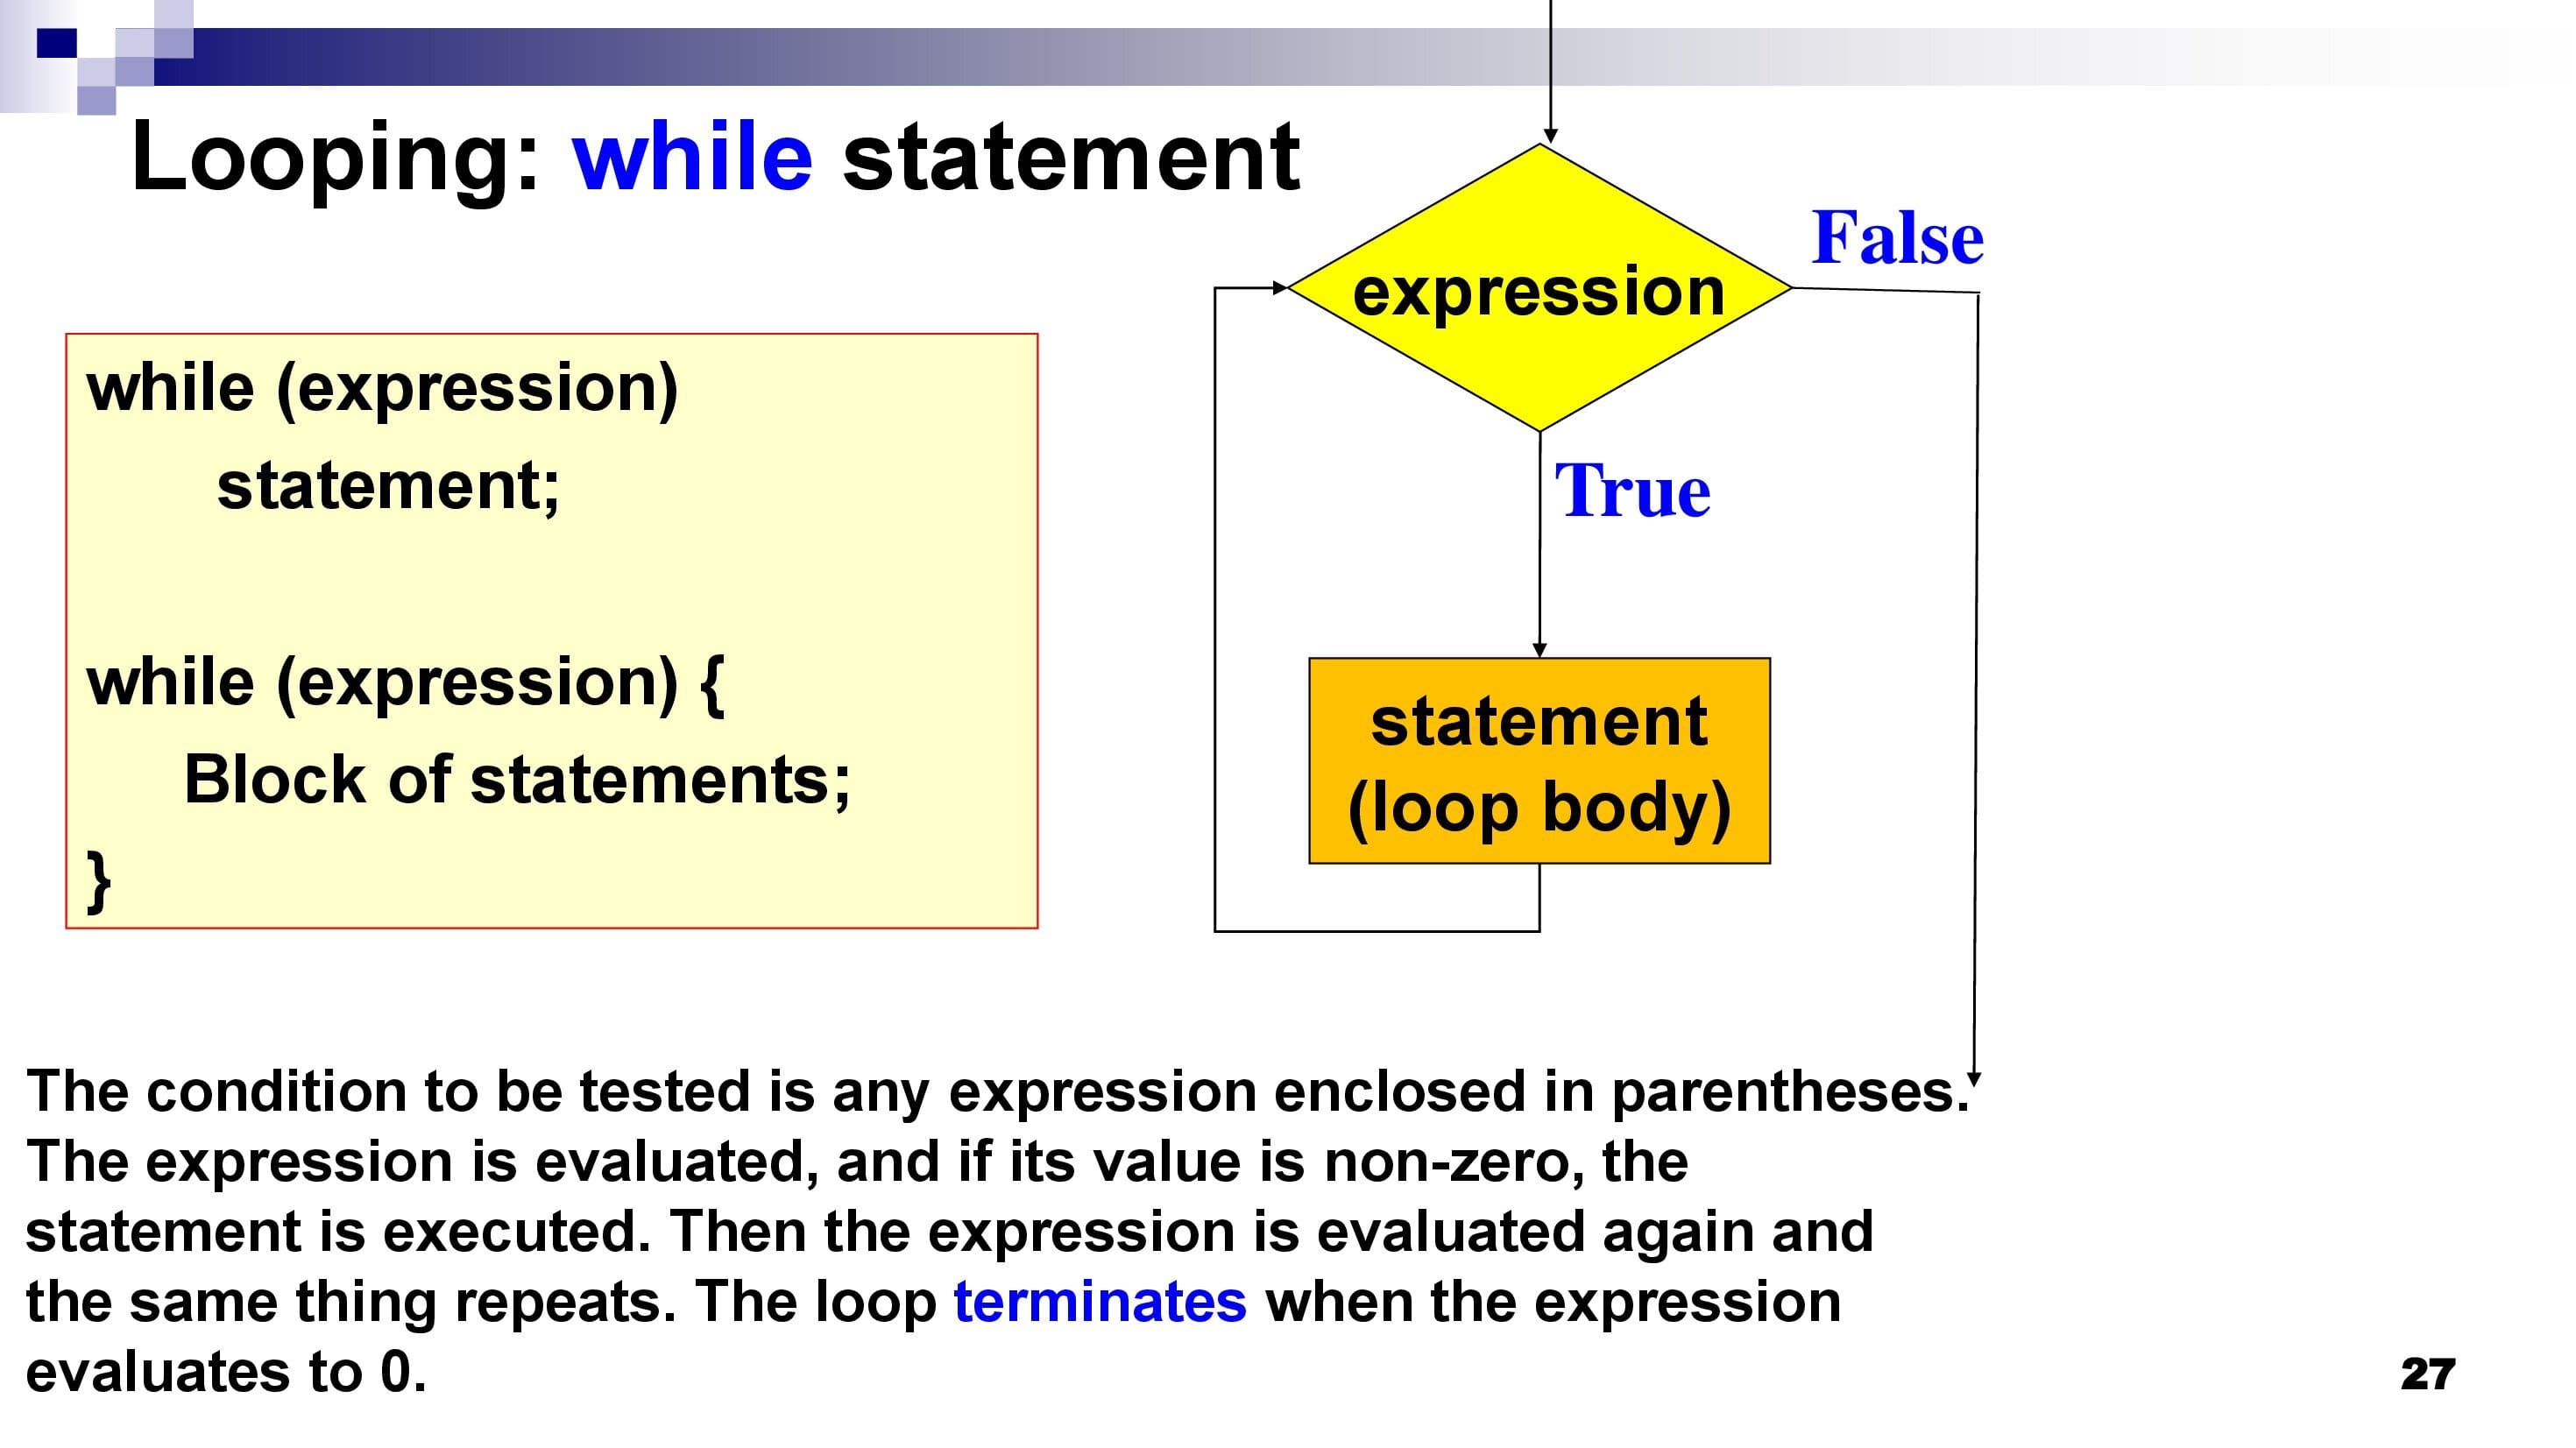 Looping: while statement
while (expression)
statement;
while (expression) {
Block of statements;
}
expression
False
True
statement
(loop body)
The condition to be tested is any expression enclosed in parentheses.
The expression is evaluated, and if its value is non-zero, the
statement is executed. Then the expression is evaluated again and
the same thing repeats. The loop terminates when the expression
evaluates to 0.
27